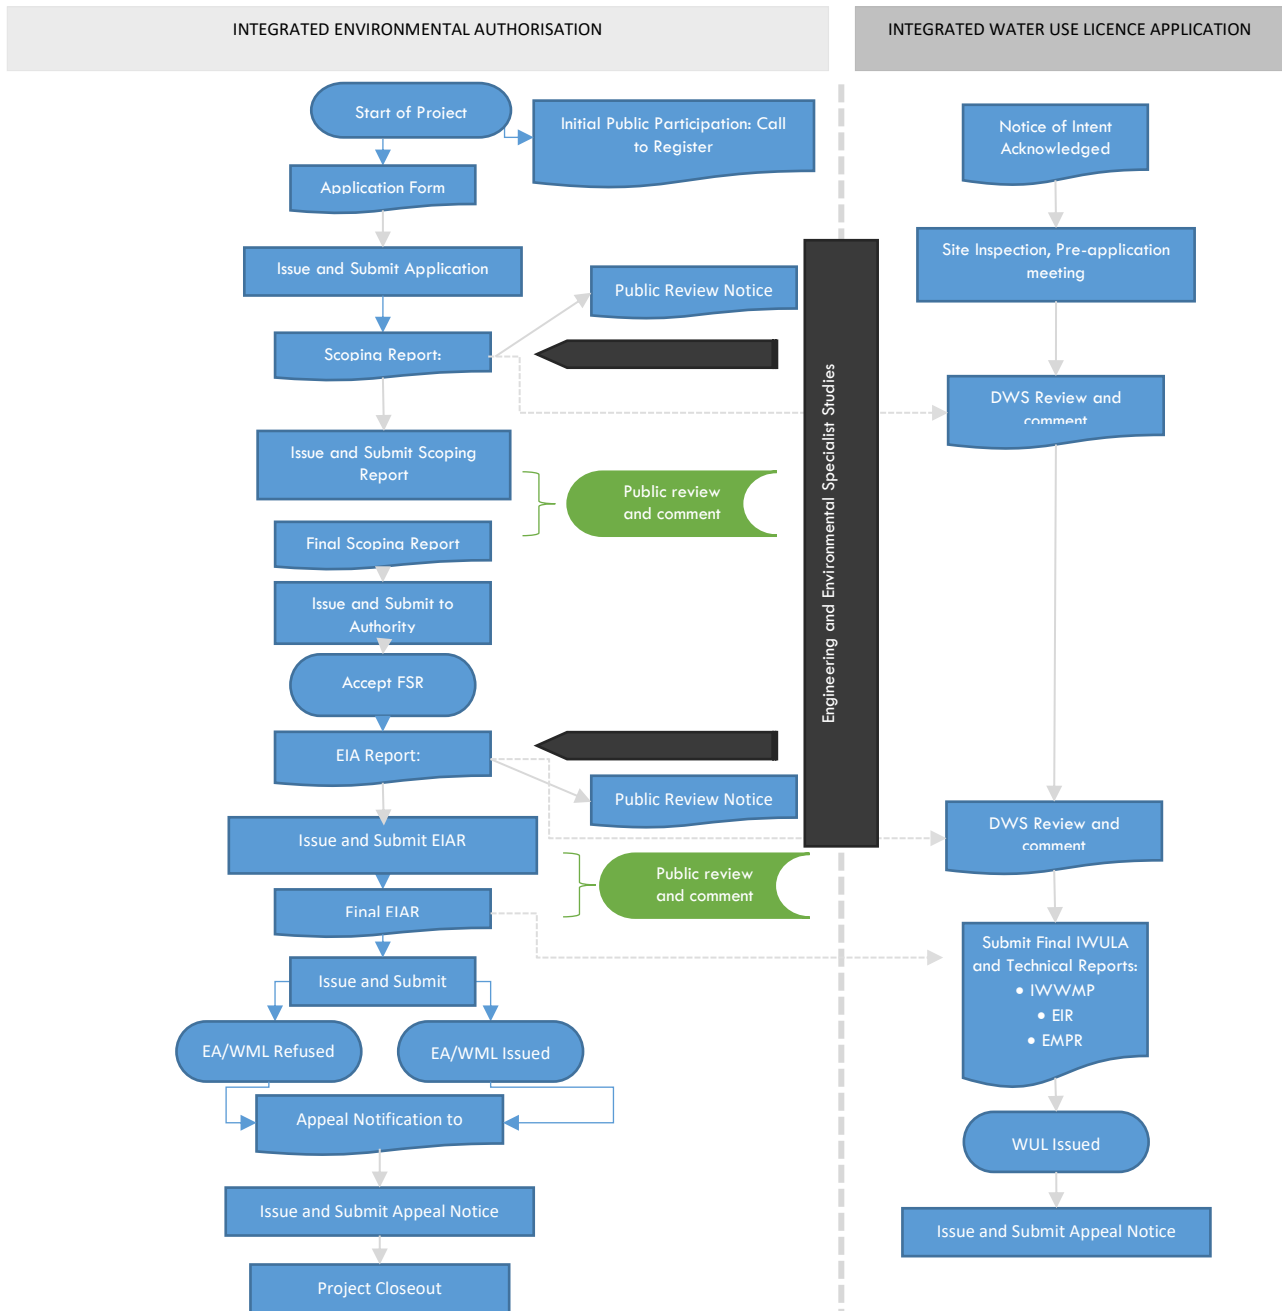 INTEGRATED ENVIRONMENTAL AUTHORISATION
INTEGRATED WATER USE LICENCE APPLICATION
Start of Project
Initial Public Participation: Call
to Register
Application Form
Issue and Submit Application
Public Review Notice
Scoping Report:
Issue and Submit Scoping
Report
Public review
and comment
Final Scoping Report
Issue and Submit to
Authority
Accept FSR
EIA Report:
Public Review Notice
Issue and Submit EIAR
Public review
and comment
Final EIAR
Issue and Submit
EA/WML Refused
EA/WML Issued
Appeal Notification to
Issue and Submit Appeal Notice
Project Closeout
Engineering and Environmental Specialist Studies
Notice of Intent
Acknowledged
Site Inspection, Pre-application
meeting
DWS Review and
comment
DWS Review and
comment
Submit Final IWULA
and Technical Reports:
• IWWMP
• EIR
• EMPR
WUL Issued
Issue and Submit Appeal Notice